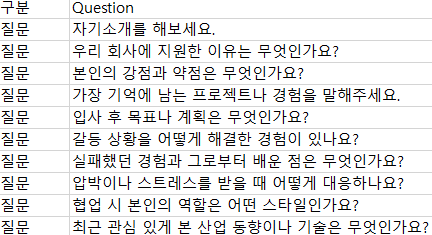 구분 Question
질문 자기소개를 해보세요.
질문 우리 회사에 지원한 이유는 무엇인가요?
질문 본인의 강점과 약점은 무엇인가요?
질문 가장 기억에 남는 프로젝트나 경험을 말해주세요.
질문 입사 후 목표나 계획은 무엇인가요?
질문 갈등 상황을 어떻게 해결한 경험이 있나요?
질문 실패했던 경험과 그로부터 배운 점은 무엇인가요?
질문 압박이나 스트레스를 받을 때 어떻게 대응하나요?
질문 협업 시 본인의 역할은 어떤 스타일인가요?
질문 최근 관심 있게 본 산업 동향이나 기술은 무엇인가요?